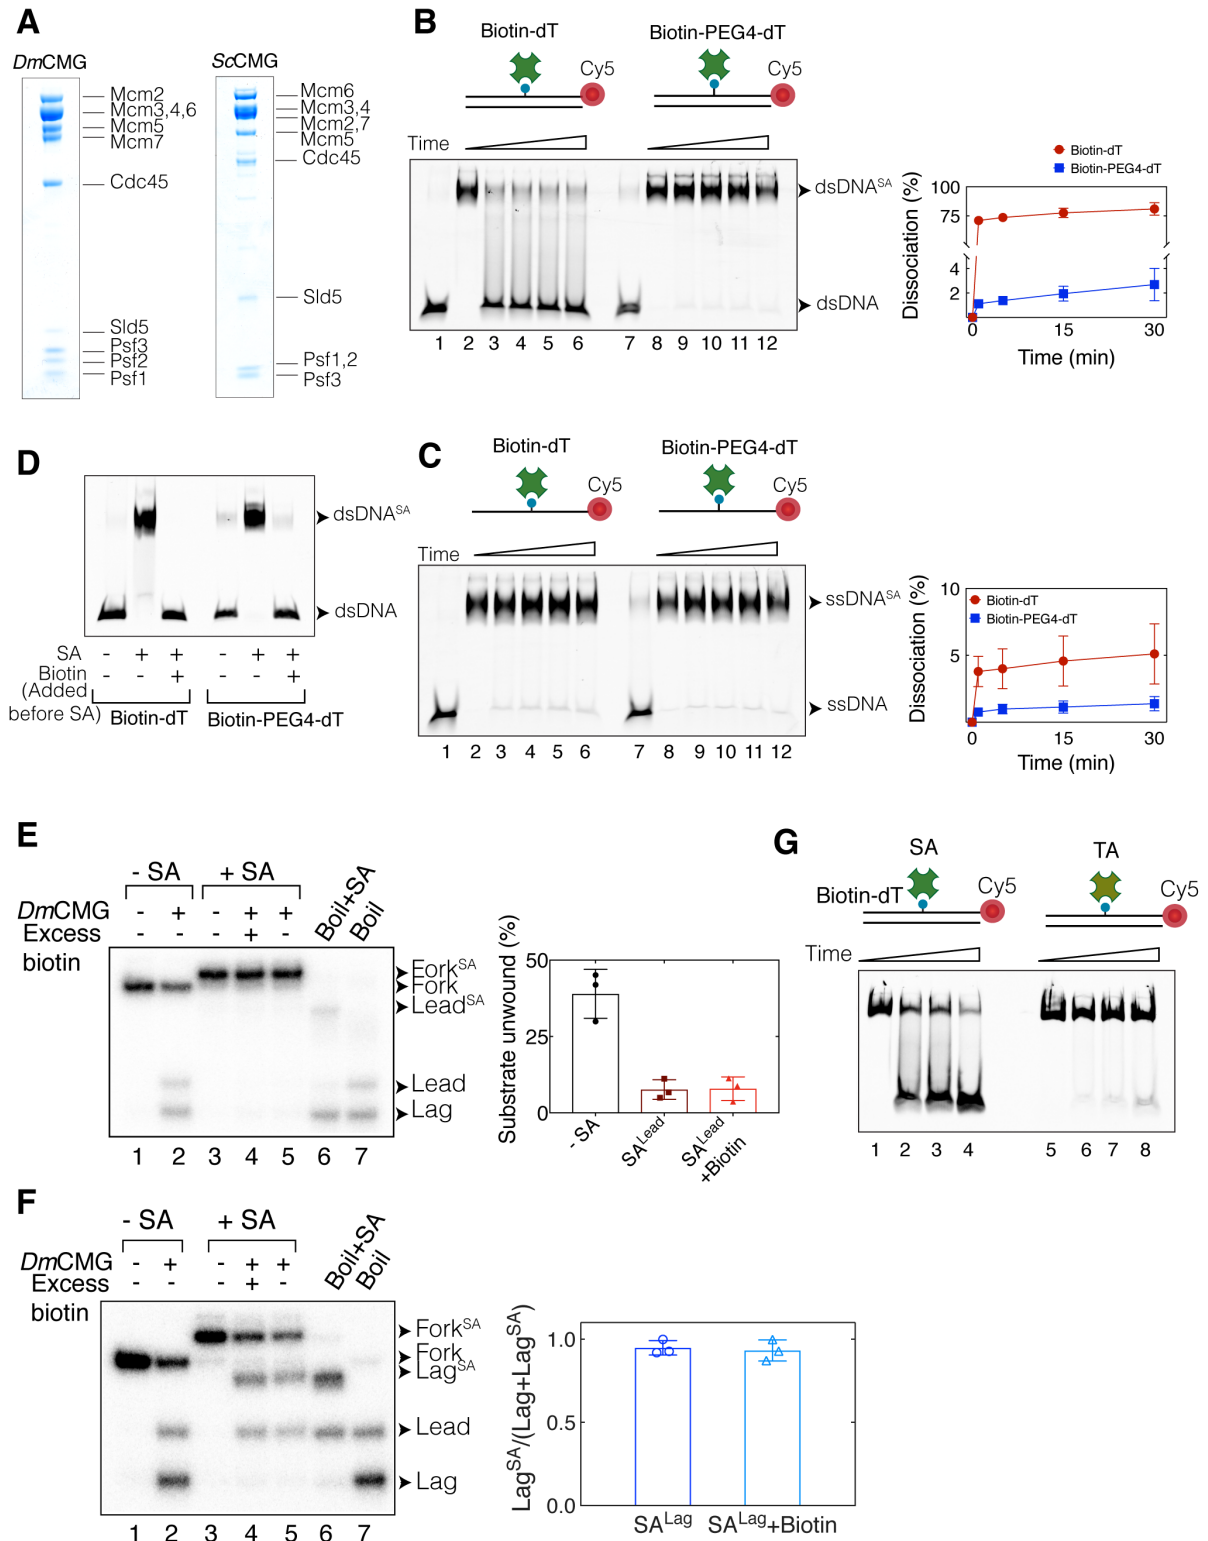 A
DmCMG
Mcm2
Mcm3,4,6
Mcm5
Mcm7
Cdc45
Sld5
Psf3
Psf2
Psf1
ScCMG
Mcm6
Mcm3,4
Mcm2,7
Mcm5
Cdc45
Sld5
Psf1,2
Psf3
B
Biotin-dT
Biotin-PEG4-dT
Cy5
Cy5
Time
dsDNASA
dsDNA
1 2 3 4 5 6 7 8 9 10 11 12
Biotin-dT
Biotin-PEG4-dT
Dissociation (%)
100
75
4
2
0 15 30
Time (min)
D
dsDNASA
dsDNA
SA - + + - + +
Biotin - - + - - +
(Added
before SA)
Biotin-dT
Biotin-PEG4-dT
C
Biotin-dT
Biotin-PEG4-dT
Cy5
Cy5
Time
ssDNASA
ssDNA
1 2 3 4 5 6 7 8 9 10 11 12
Biotin-dT
Biotin-PEG4-dT
Dissociation (%)
10
5
0 15 30
Time (min)
E
- SA
+ SA
Boil+SA
Boil
DmCMG - + - + +
Excess - - - + -
biotin
ForkSA
Fork
LeadSA
Lead
Lag
1 2 3 4 5 6 7
Substrate unwound (%)
50
25
0
- SA
SALead
SALead
+Biotin
G
SA
TA
Biotin-dT
Cy5
Cy5
Time
1 2 3 4 5 6 7 8
F
- SA
+ SA
Boil+SA
Boil
DmCMG - + - + +
Excess - - - + -
biotin
ForkSA
Fork
LagSA
Lead
Lag
1 2 3 4 5 6 7
LagSA/(Lag+LagSA)
1.0
0.5
0.0
SALag
SALag+Biotin